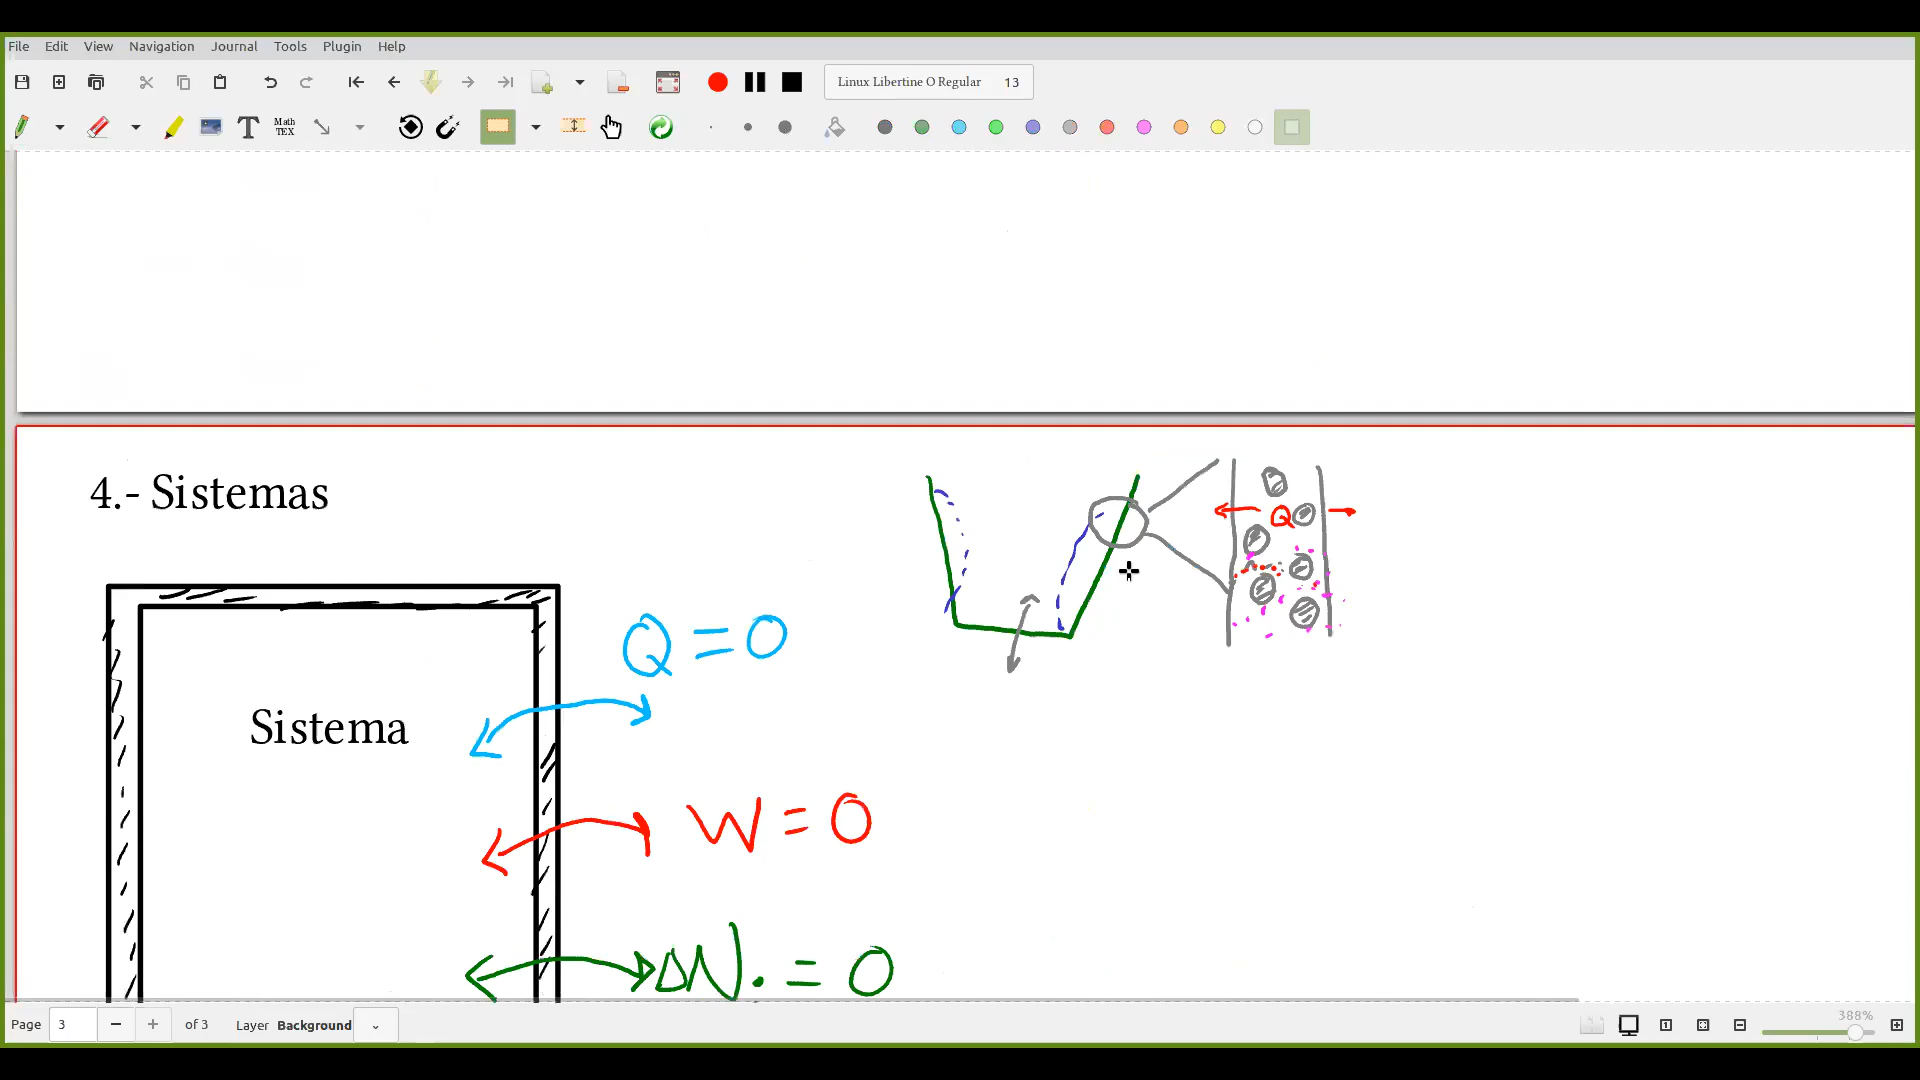 File Edit View Navigation Journal Tools Plugin Help
Linux Libertine O Regular 13
T Math TEX
4.- Sistemas
Q
Q = 0
Sistema
W = 0
ΔN. = 0
Page 3 of 3 Layer Background 388%